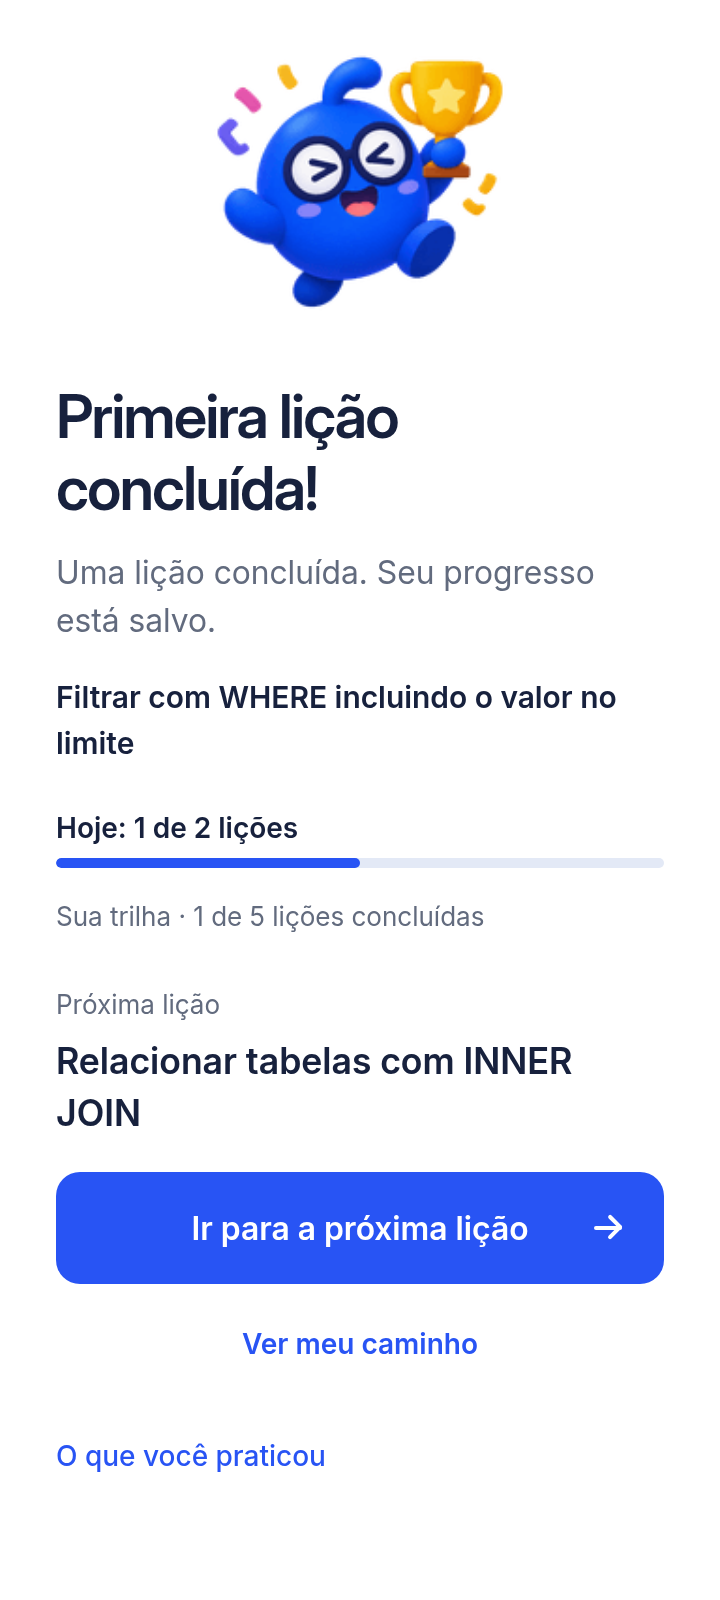 Primeira lição
concluída!
Uma lição concluída. Seu progresso
está salvo.
Filtrar com WHERE incluindo o valor no
limite
Hoje: 1 de 2 lições
Sua trilha · 1 de 5 lições concluídas
Próxima lição
Relacionar tabelas com INNER
JOIN
Ir para a próxima lição →
Ver meu caminho
O que você praticou